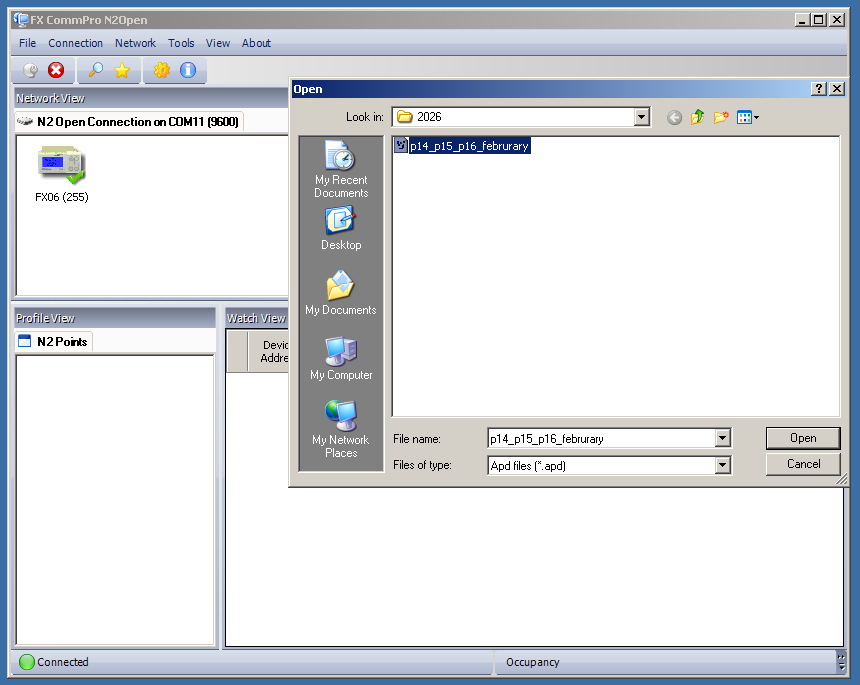 FX CommPro N2Open
File Connection Network Tools View About
Network View
N2 Open Connection on COM11 (9600)
FX06 (255)
Profile View
N2 Points
Watch View
Devic
Addre
Open
Look in: 2026
p14_p15_p16_februrary
My Recent
Documents
Desktop
My Documents
My Computer
My Network
Places
File name: p14_p15_p16_februrary
Open
Files of type: Apd files (*.apd)
Cancel
Connected
Occupancy